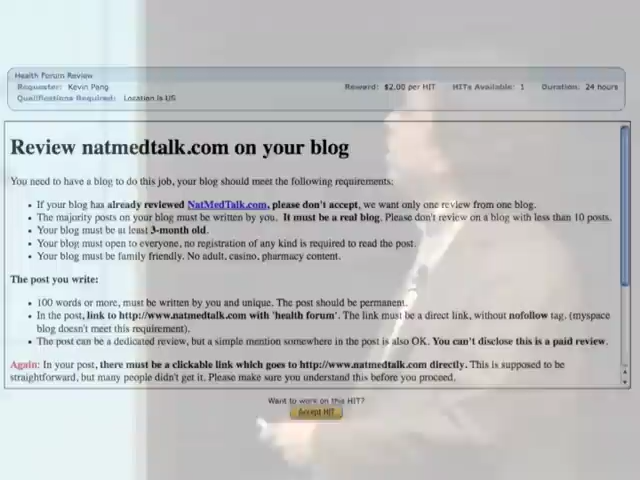 Health Forum Review
Requester: Kevin Pang Reward: $2.00 per HIT HITs Available: 1 Duration: 24 hours
Qualifications Required: Location is US
Review natmedtalk.com on your blog
You need to have a blog to do this job, your blog should meet the following requirements:
• If your blog has already reviewed NatMedTalk.com, please don't accept, we want only one review from one blog.
• The majority posts on your blog must be written by you. It must be a real blog. Please don't review on a blog with less than 10 posts.
• Your blog must be at least 3-month old.
• Your blog must open to everyone, no registration of any kind is required to read the post.
• Your blog must be family friendly. No adult, casino, pharmacy content.
The post you write:
• 100 words or more, must be written by you and unique. The post should be permanent.
• In the post, link to http://www.natmedtalk.com with 'health forum'. The link must be a direct link, without nofollow tag. (myspace
blog doesn't meet this requirement).
• The post can be a dedicated review, but a simple mention somewhere in the post is also OK. You can't disclose this is a paid review.
Again: In your post, there must be a clickable link which goes to http://www.natmedtalk.com directly. This is supposed to be
straightforward, but many people didn't get it. Please make sure you understand this before you proceed.
Want to work on this HIT?
Accept HIT